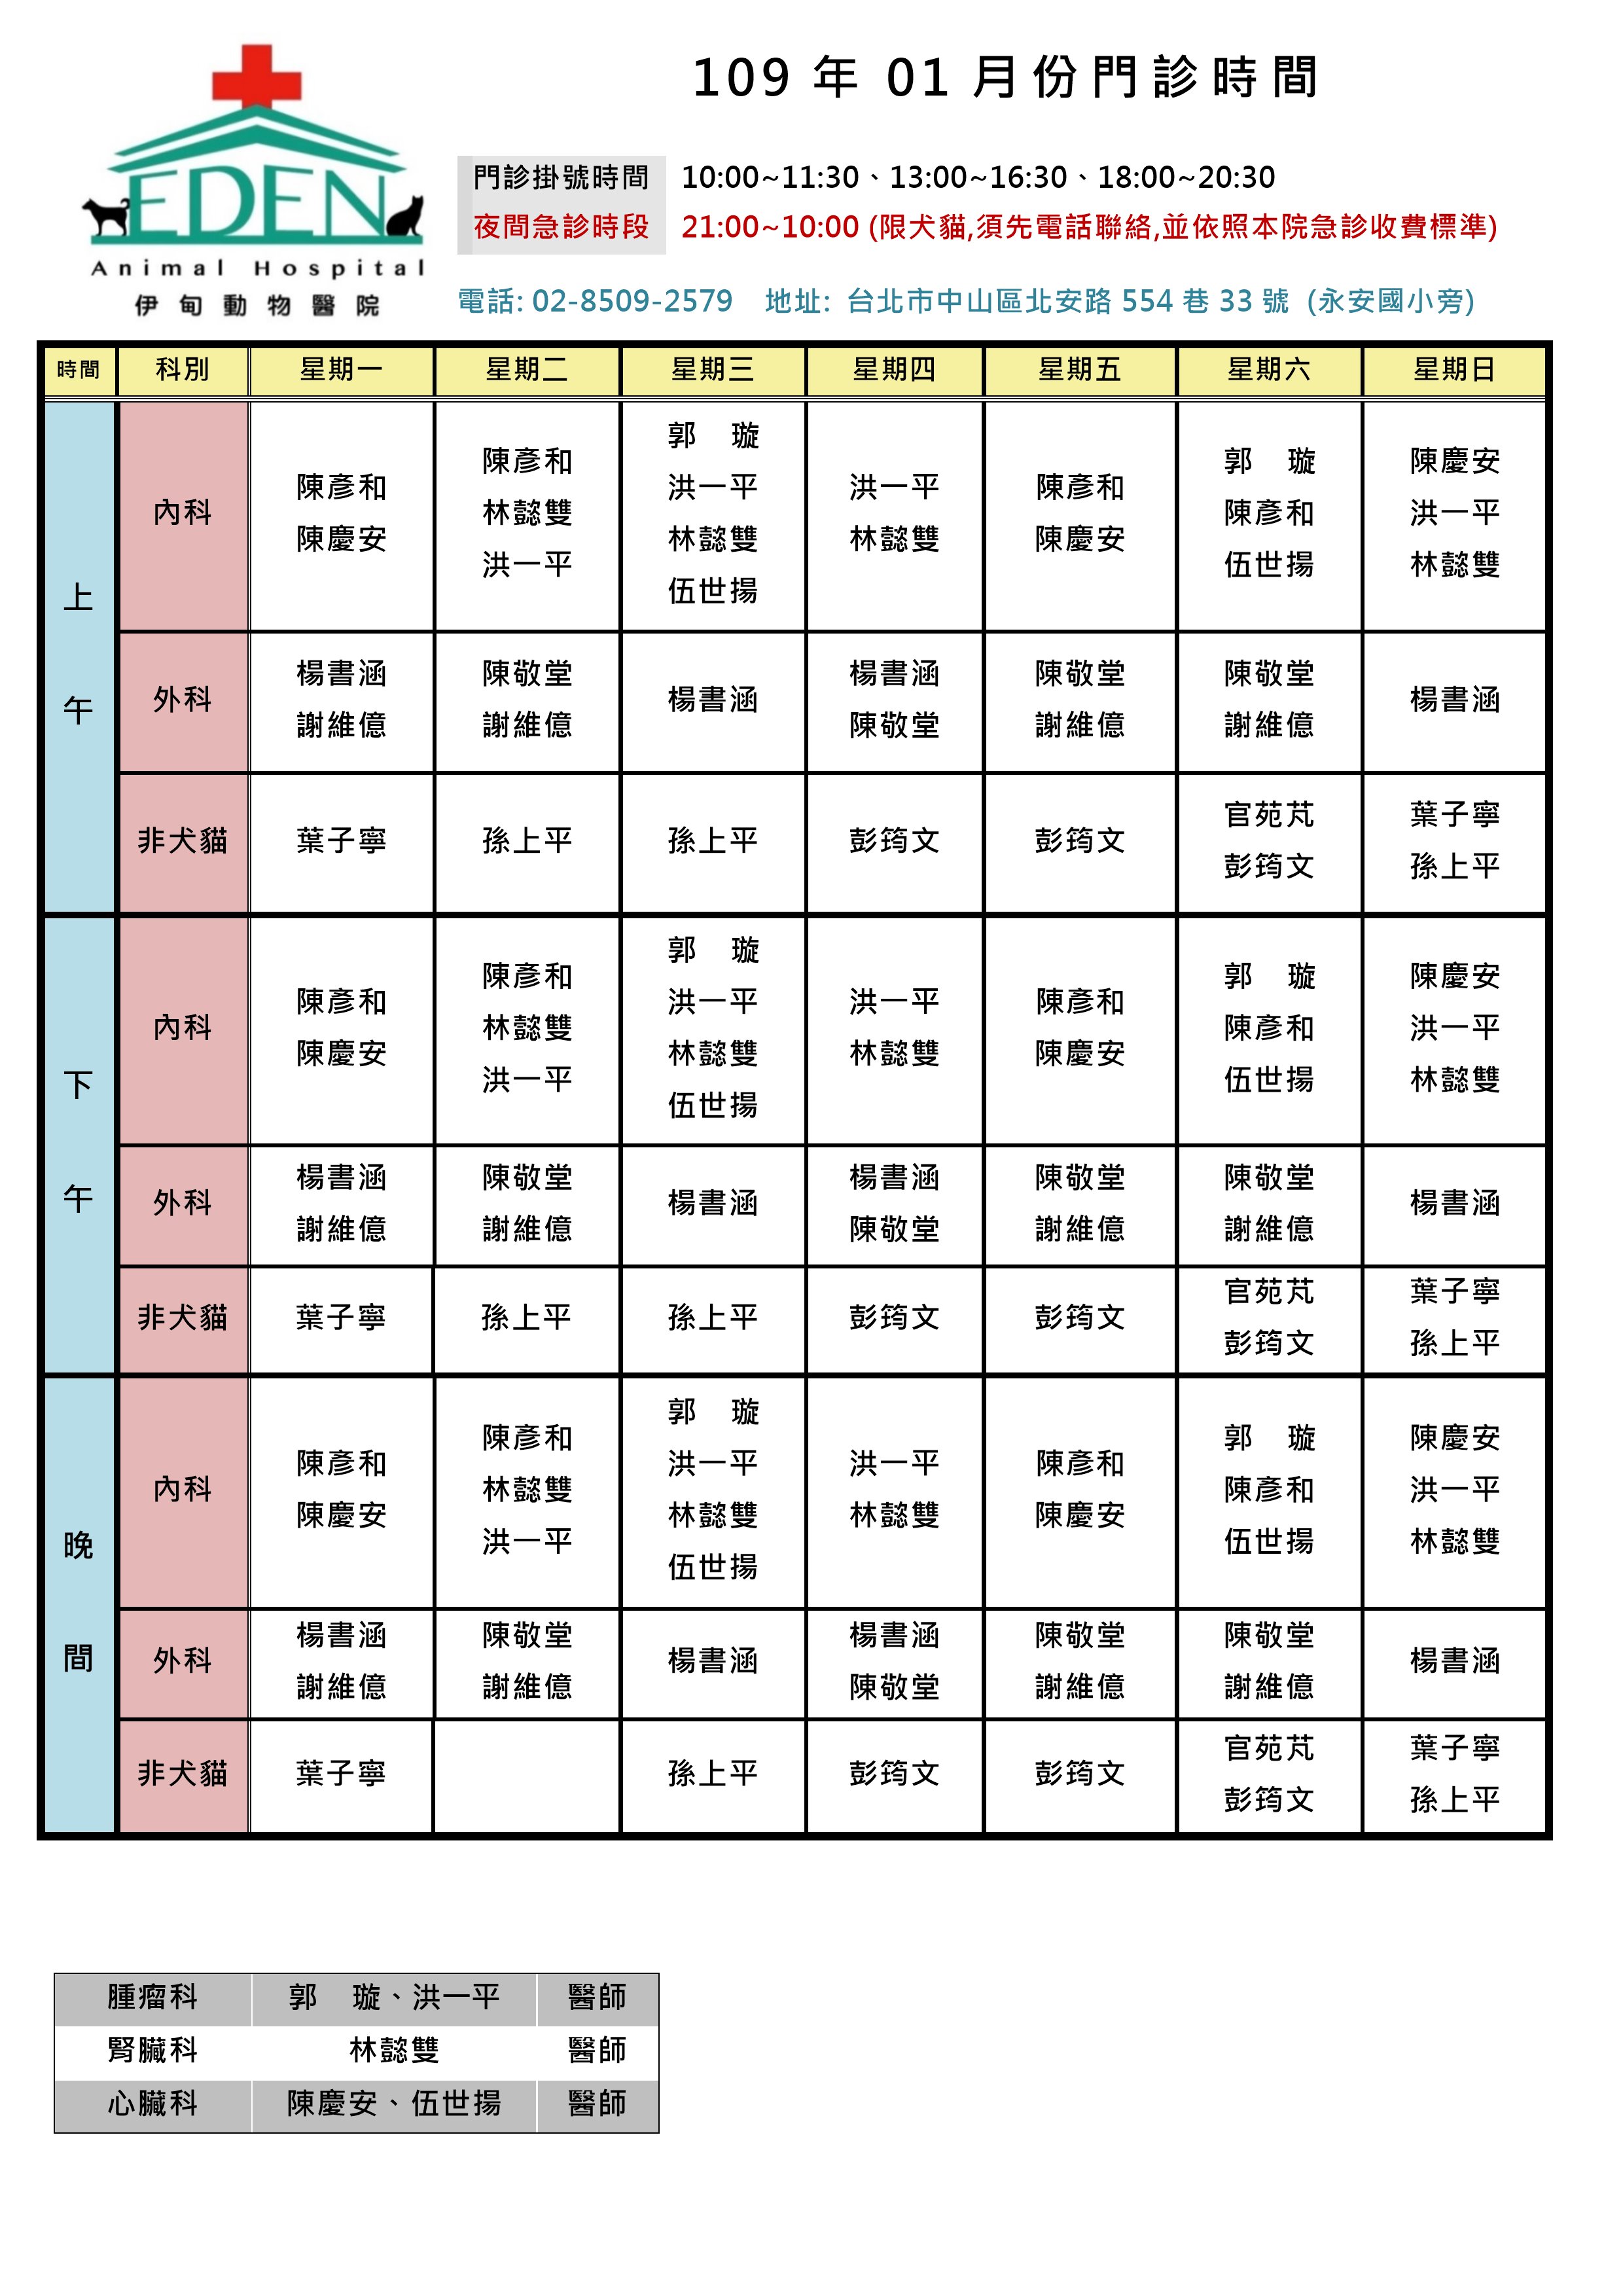 109 年 01 月份門診時間
EDEN
Animal Hospital
伊甸動物醫院
門診掛號時間 10:00~11:30、13:00~16:30、18:00~20:30
夜間急診時段 21:00~10:00 (限犬貓,須先電話聯絡,並依照本院急診收費標準)
電話: 02-8509-2579 地址: 台北市中山區北安路 554 巷 33 號 (永安國小旁)
時間 科別 星期一 星期二 星期三 星期四 星期五 星期六 星期日
上午
內科
陳彥和
陳慶安
陳彥和
林懿雙
洪一平
郭 璇
洪一平
林懿雙
伍世揚
洪一平
林懿雙
陳彥和
陳慶安
郭 璇
陳彥和
伍世揚
陳慶安
洪一平
林懿雙
外科
楊書涵
謝維億
陳敬堂
謝維億
楊書涵
楊書涵
陳敬堂
陳敬堂
謝維億
陳敬堂
謝維億
楊書涵
非犬貓
葉子寧
孫上平
孫上平
彭筠文
彭筠文
官苑芃
彭筠文
葉子寧
孫上平
下午
內科
陳彥和
陳慶安
陳彥和
林懿雙
洪一平
郭 璇
洪一平
林懿雙
伍世揚
洪一平
林懿雙
陳彥和
陳慶安
郭 璇
陳彥和
伍世揚
陳慶安
洪一平
林懿雙
外科
楊書涵
謝維億
陳敬堂
謝維億
楊書涵
楊書涵
陳敬堂
陳敬堂
謝維億
陳敬堂
謝維億
楊書涵
非犬貓
葉子寧
孫上平
孫上平
彭筠文
彭筠文
官苑芃
彭筠文
葉子寧
孫上平
晚間
內科
陳彥和
陳慶安
陳彥和
林懿雙
洪一平
郭 璇
洪一平
林懿雙
伍世揚
洪一平
林懿雙
陳彥和
陳慶安
郭 璇
陳彥和
伍世揚
陳慶安
洪一平
林懿雙
外科
楊書涵
謝維億
陳敬堂
謝維億
楊書涵
楊書涵
陳敬堂
陳敬堂
謝維億
陳敬堂
謝維億
楊書涵
非犬貓
葉子寧
孫上平
彭筠文
彭筠文
官苑芃
彭筠文
葉子寧
孫上平
腫瘤科 郭 璇、洪一平 醫師
腎臟科 林懿雙 醫師
心臟科 陳慶安、伍世揚 醫師